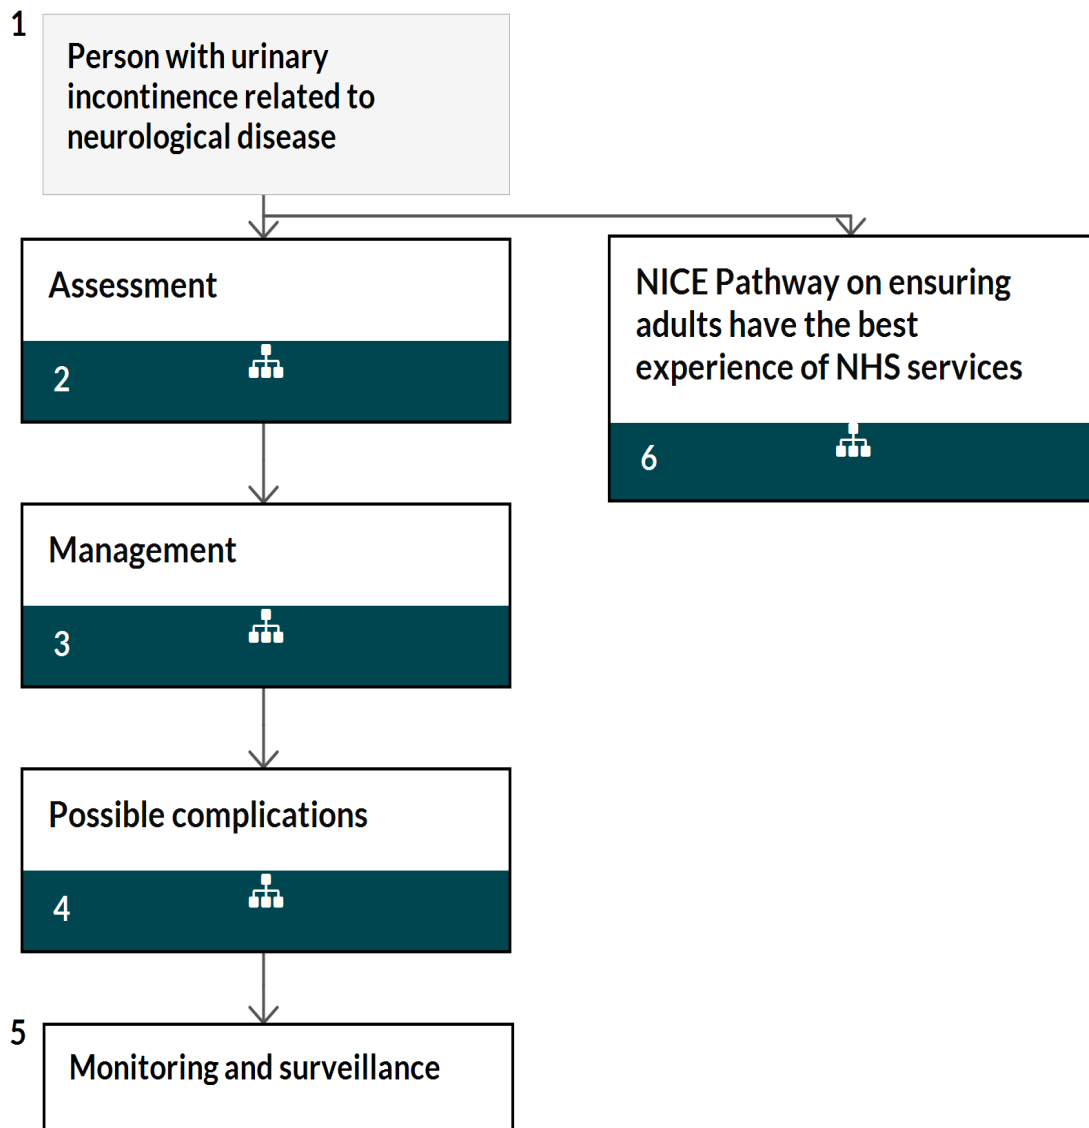 1
Person with urinary
incontinence related to
neurological disease
Assessment
2
NICE Pathway on ensuring
adults have the best
experience of NHS services
6
Management
3
Possible complications
4
5
Monitoring and surveillance